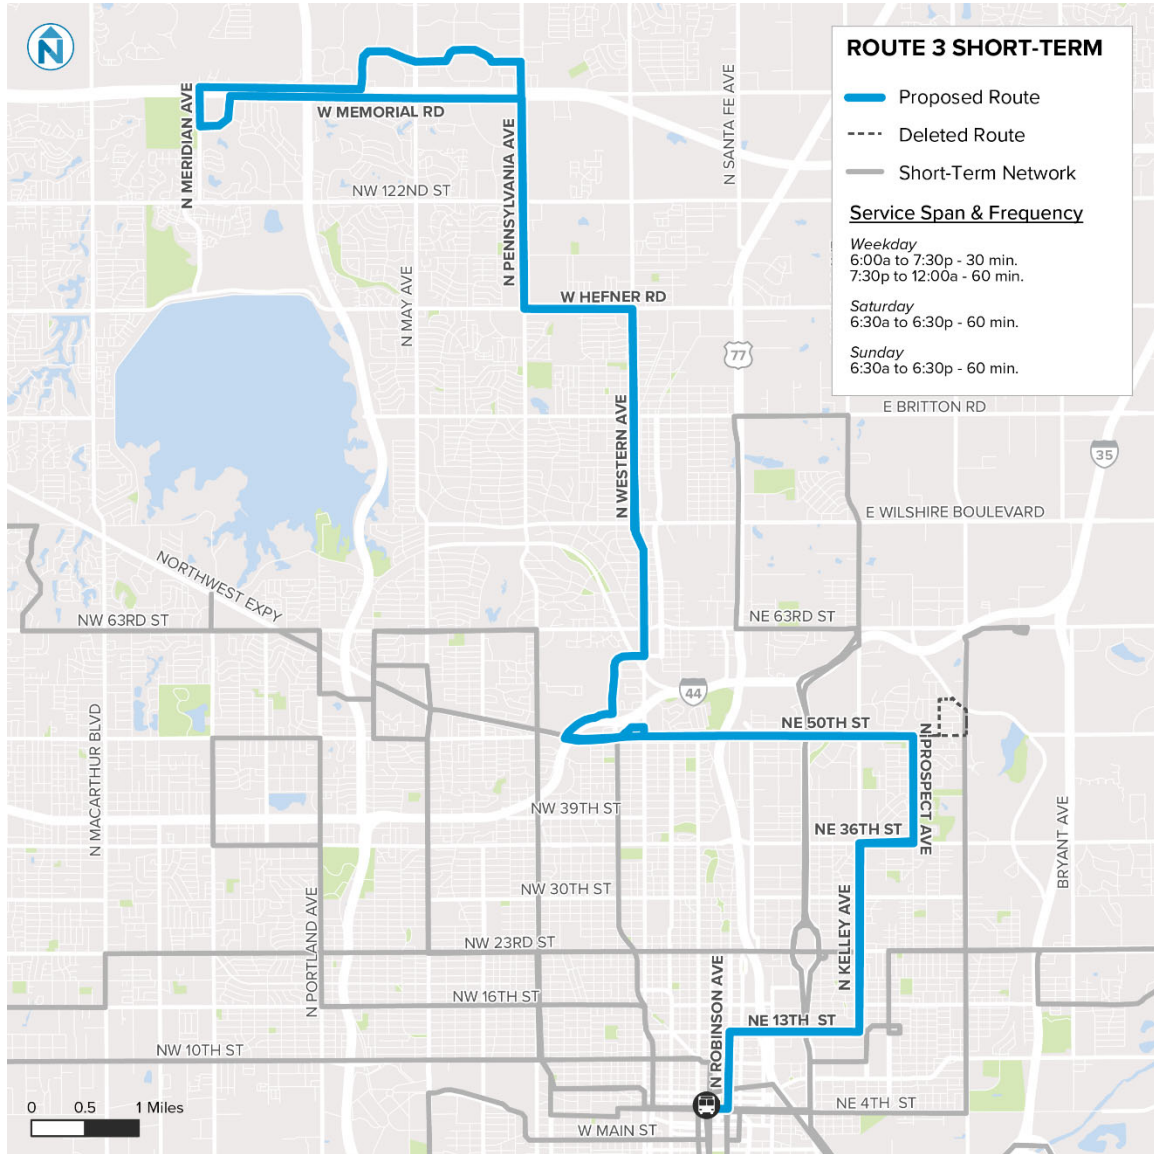 N
ROUTE 3 SHORT-TERM
Proposed Route
Deleted Route
Short-Term Network
Service Span & Frequency
Weekday
6:00a to 7:30p - 30 min.
7:30p to 12:00a - 60 min.
Saturday
6:30a to 6:30p - 60 min.
Sunday
6:30a to 6:30p - 60 min.
N MERIDIAN AVE
W MEMORIAL RD
N PENNSYLVANIA AVE
N SANTA FE AVE
NW 122ND ST
N MAY AVE
W HEFNER RD
77
N WESTERN AVE
E BRITTON RD
35
E WILSHIRE BOULEVARD
NORTHWEST EXPY
NW 63RD ST
NE 63RD ST
44
N MACARTHUR BLVD
NE 50TH ST
N PROSPECT AVE
NW 39TH ST
NE 36TH ST
BRYANT AVE
NW 30TH ST
N PORTLAND AVE
N KELLEY AVE
NW 23RD ST
NW 16TH ST
N ROBINSON AVE
NE 13TH ST
NW 10TH ST
NE 4TH ST
W MAIN ST
0 0.5 1 Miles